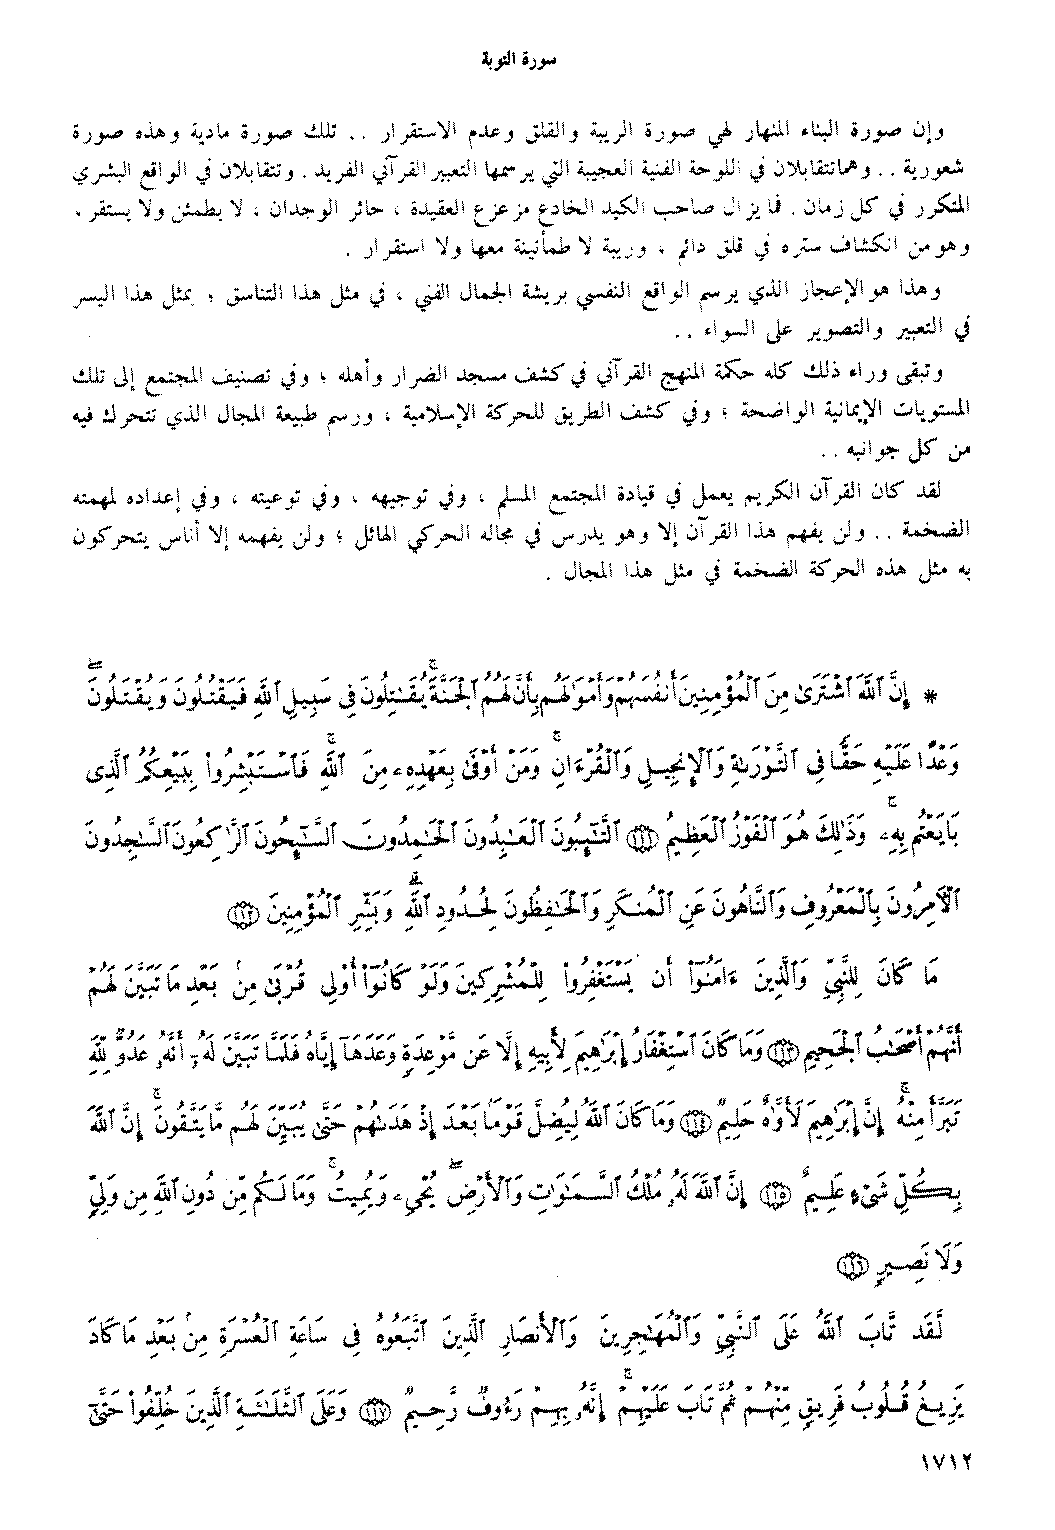 سورة التوبة
وإن صورة البناء المنهار لهي صورة الريبة والقلق وعدم الاستقرار .. تلك صورة مادية وهذه صورة
شعورية .. وهما تتقابلان في اللوحة الفنية العجيبة التي يرسمها التعبير القرآني الفريد . وتتقابلان في الواقع البشري
المتكرر في كل زمان . فما يزال صاحب الكيد الخادع مزعزع العقيدة ، حائر الوجدان ، لا يطمئن ولا يستقر ،
وهو من انكشاف ستره في قلق دائم ، وريبة لا طمأنينة معها ولا استقرار .
وهذا هو الإعجاز الذي يرسم الواقع النفسي بريشة الجمال الفني ، في مثل هذا التناسق ؛ بمثل هذا اليسر
في التعبير والتصوير على السواء ..
وتبقى وراء ذلك كله حكمة المنهج القرآني في كشف مسجد الضرار وأهله ؛ وفي تصنيف المجتمع إلى تلك
المستويات الإيمانية الواضحة ؛ وفي كشف الطريق للحركة الإسلامية ، ورسم طبيعة المجال الذي تتحرك فيه
من كل جوانبه ..
لقد كان القرآن الكريم يعمل في قيادة المجتمع المسلم ، وفي توجيهه ، وفي توعيته ، وفي إعداده لمهمته
الضخمة .. ولن يفهم هذا القرآن إلا وهو يدرس في مجاله الحركي الهائل ؛ ولن يفهمه إلا أناس يتحركون
به مثل هذه الحركة الضخمة في مثل هذا المجال .
* إِنَّ ٱللَّهَ ٱشْتَرَىٰ مِنَ ٱلْمُؤْمِنِينَ أَنفُسَهُمْ وَأَمْوَٰلَهُم بِأَنَّ لَهُمُ ٱلْجَنَّةَ ۚ يُقَٰتِلُونَ فِى سَبِيلِ ٱللَّهِ فَيَقْتُلُونَ وَيُقْتَلُونَ ۖ
وَعْدًا عَلَيْهِ حَقًّا فِى ٱلتَّوْرَىٰةِ وَٱلْإِنجِيلِ وَٱلْقُرْءَانِ ۚ وَمَنْ أَوْفَىٰ بِعَهْدِهِۦ مِنَ ٱللَّهِ ۚ فَٱسْتَبْشِرُوا۟ بِبَيْعِكُمُ ٱلَّذِى
بَايَعْتُم بِهِۦ ۚ وَذَٰلِكَ هُوَ ٱلْفَوْزُ ٱلْعَظِيمُ ﴿١١١﴾ ٱلتَّٰٓئِبُونَ ٱلْعَٰبِدُونَ ٱلْحَٰمِدُونَ ٱلسَّٰٓئِحُونَ ٱلرَّٰكِعُونَ ٱلسَّٰجِدُونَ
ٱلْءَامِرُونَ بِٱلْمَعْرُوفِ وَٱلنَّاهُونَ عَنِ ٱلْمُنكَرِ وَٱلْحَٰفِظُونَ لِحُدُودِ ٱللَّهِ ۗ وَبَشِّرِ ٱلْمُؤْمِنِينَ ﴿١١٢﴾
مَا كَانَ لِلنَّبِىِّ وَٱلَّذِينَ ءَامَنُوٓا۟ أَن يَسْتَغْفِرُوا۟ لِلْمُشْرِكِينَ وَلَوْ كَانُوٓا۟ أُو۟لِى قُرْبَىٰ مِنۢ بَعْدِ مَا تَبَيَّنَ لَهُمْ
أَنَّهُمْ أَصْحَٰبُ ٱلْجَحِيمِ ﴿١١٣﴾ وَمَا كَانَ ٱسْتِغْفَارُ إِبْرَٰهِيمَ لِأَبِيهِ إِلَّا عَن مَّوْعِدَةٍ وَعَدَهَآ إِيَّاهُ فَلَمَّا تَبَيَّنَ لَهُۥٓ أَنَّهُۥ عَدُوٌّ لِّلَّهِ
تَبَرَّأَ مِنْهُ ۚ إِنَّ إِبْرَٰهِيمَ لَأَوَّٰهٌ حَلِيمٌ ﴿١١٤﴾ وَمَا كَانَ ٱللَّهُ لِيُضِلَّ قَوْمًۢا بَعْدَ إِذْ هَدَىٰهُمْ حَتَّىٰ يُبَيِّنَ لَهُم مَّا يَتَّقُونَ ۚ إِنَّ ٱللَّهَ
بِكُلِّ شَىْءٍ عَلِيمٌ ﴿١١٥﴾ إِنَّ ٱللَّهَ لَهُۥ مُلْكُ ٱلسَّمَٰوَٰتِ وَٱلْأَرْضِ ۖ يُحْىِۦ وَيُمِيتُ ۚ وَمَا لَكُم مِّن دُونِ ٱللَّهِ مِن وَلِىٍّ
وَلَا نَصِيرٍ ﴿١١٦﴾
لَّقَد تَّابَ ٱللَّهُ عَلَى ٱلنَّبِىِّ وَٱلْمُهَٰجِرِينَ وَٱلْأَنصَارِ ٱلَّذِينَ ٱتَّبَعُوهُ فِى سَاعَةِ ٱلْعُسْرَةِ مِنۢ بَعْدِ مَا كَادَ
يَزِيغُ قُلُوبُ فَرِيقٍ مِّنْهُمْ ثُمَّ تَابَ عَلَيْهِمْ ۚ إِنَّهُۥ بِهِمْ رَءُوفٌ رَّحِيمٌ ﴿١١٧﴾ وَعَلَى ٱلثَّلَٰثَةِ ٱلَّذِينَ خُلِّفُوا۟ حَتَّىٰٓ
١٧١٢